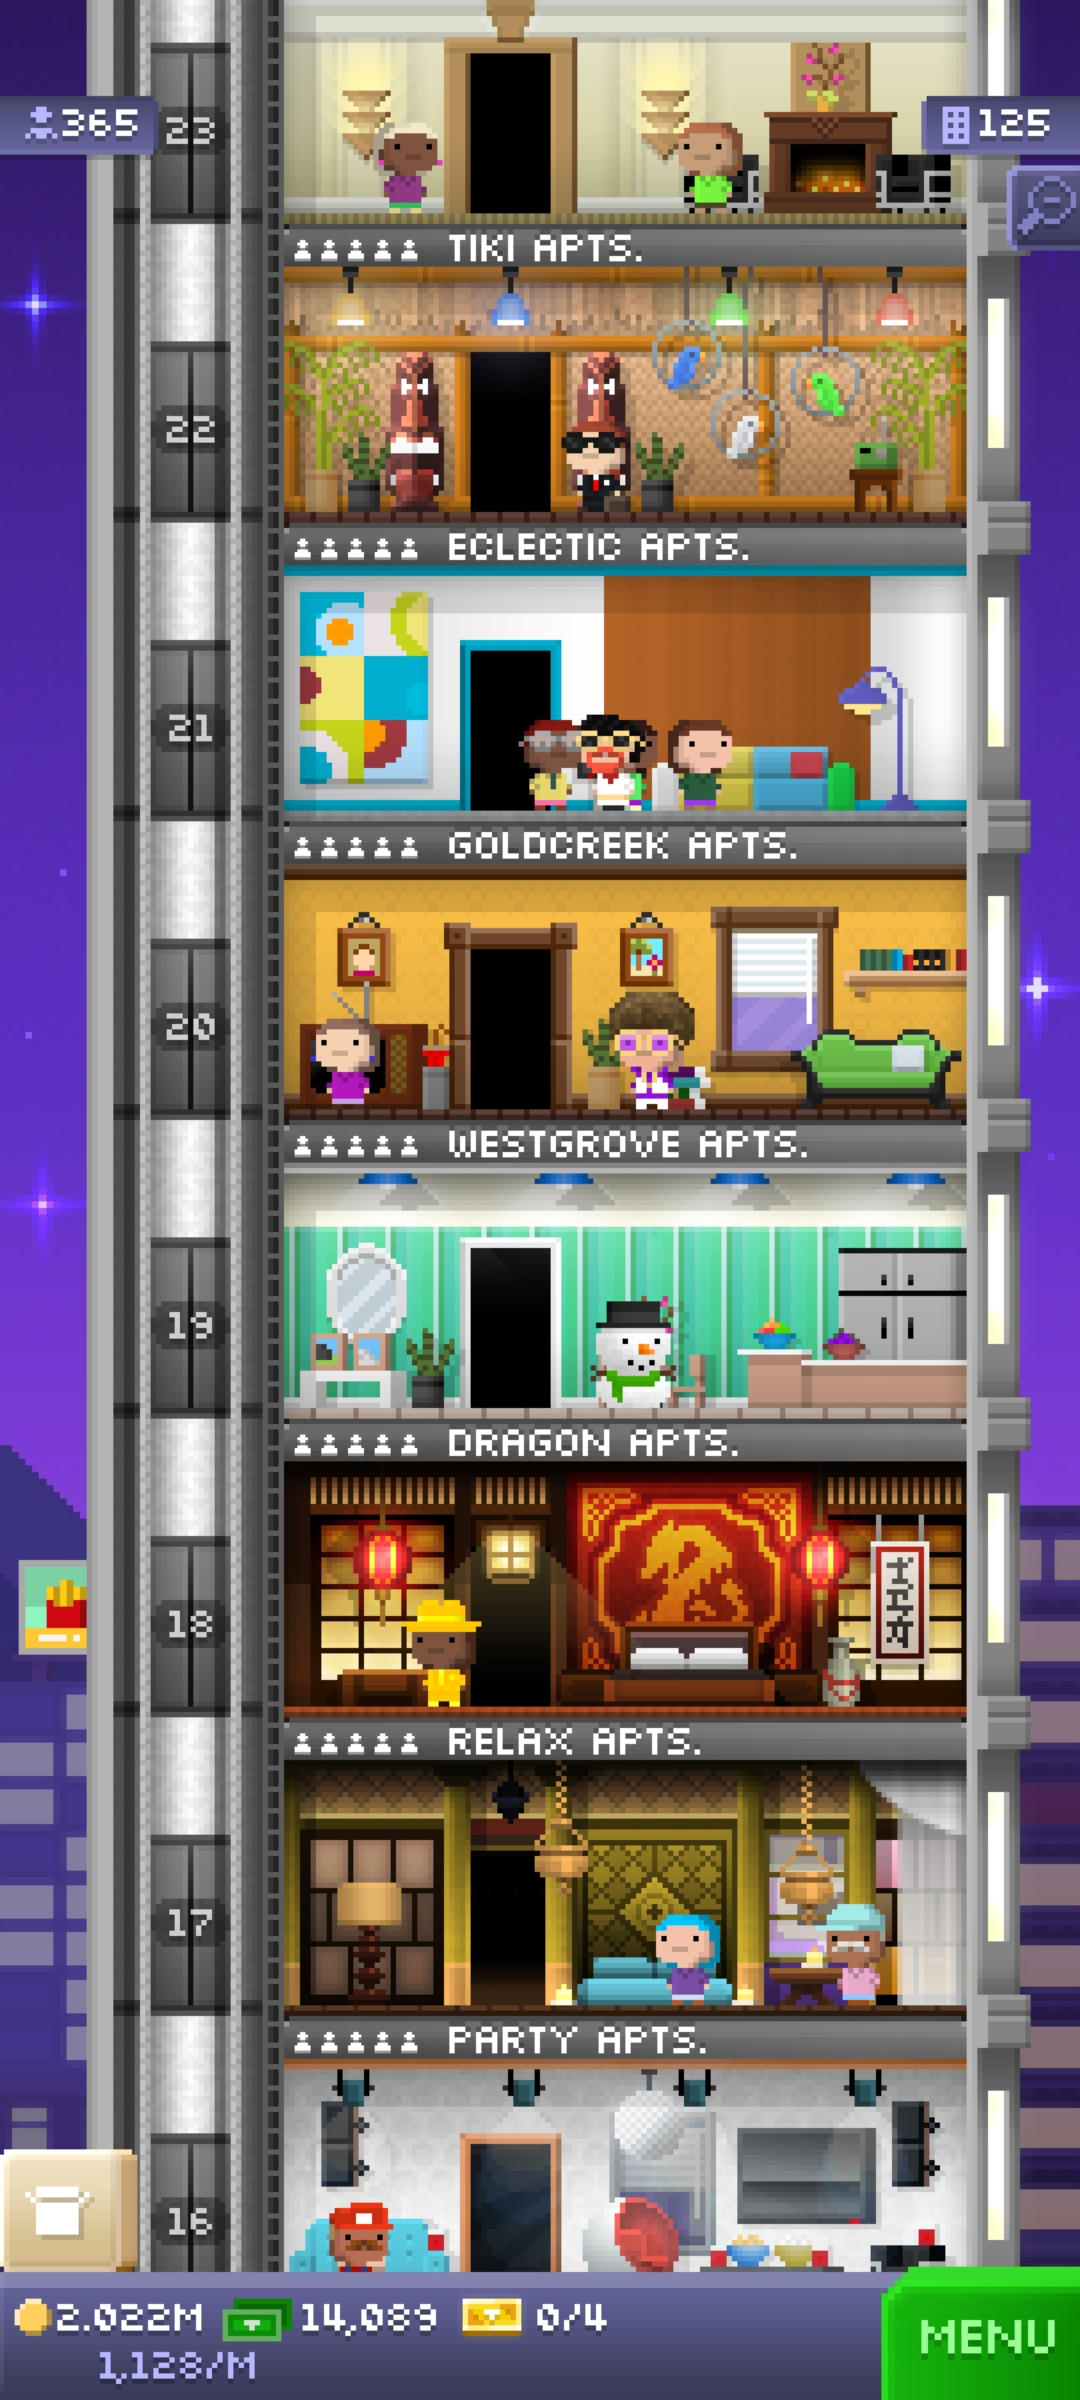 365
23
125
TIKI APTS.
22
ECLECTIC APTS.
21
GOLDCREEK APTS.
20
WESTGROVE APTS.
19
DRAGON APTS.
18
RELAX APTS.
17
PARTY APTS.
16
2.022M 14,089 0/4
1,128/M
MENU